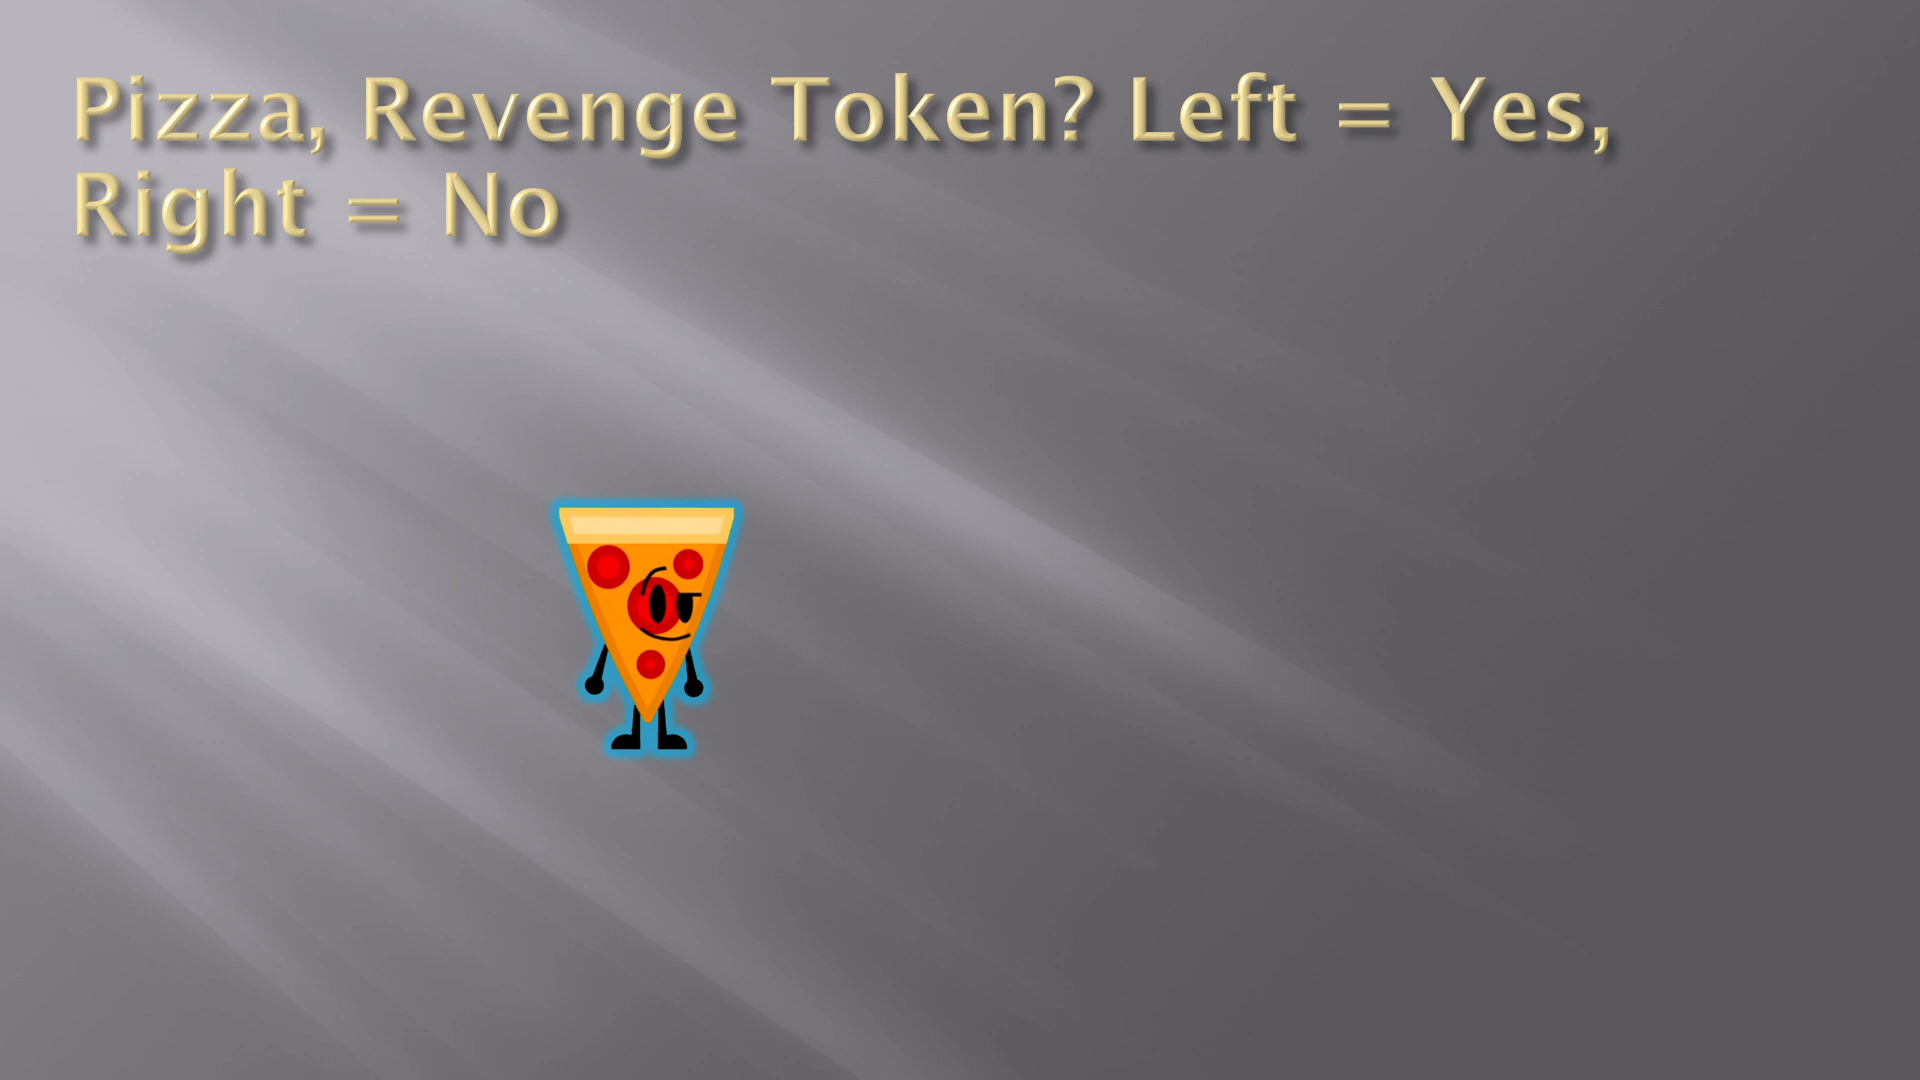 Pizza, Revenge Token? Left = Yes,
Right = No